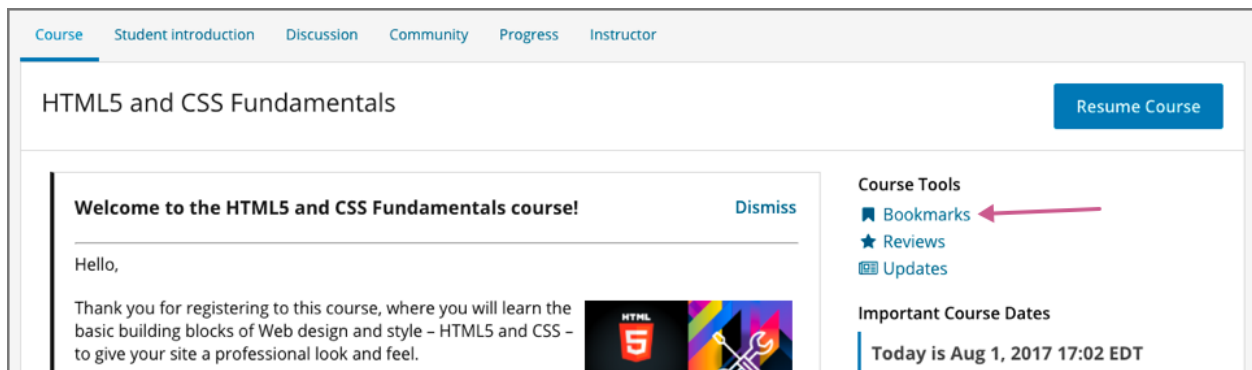 Course Student introduction Discussion Community Progress Instructor
HTML5 and CSS Fundamentals
Resume Course
Welcome to the HTML5 and CSS Fundamentals course!
Dismiss
Hello,
Thank you for registering to this course, where you will learn the
basic building blocks of Web design and style – HTML5 and CSS –
to give your site a professional look and feel.
HTML
5
Course Tools
Bookmarks
Reviews
Updates
Important Course Dates
Today is Aug 1, 2017 17:02 EDT